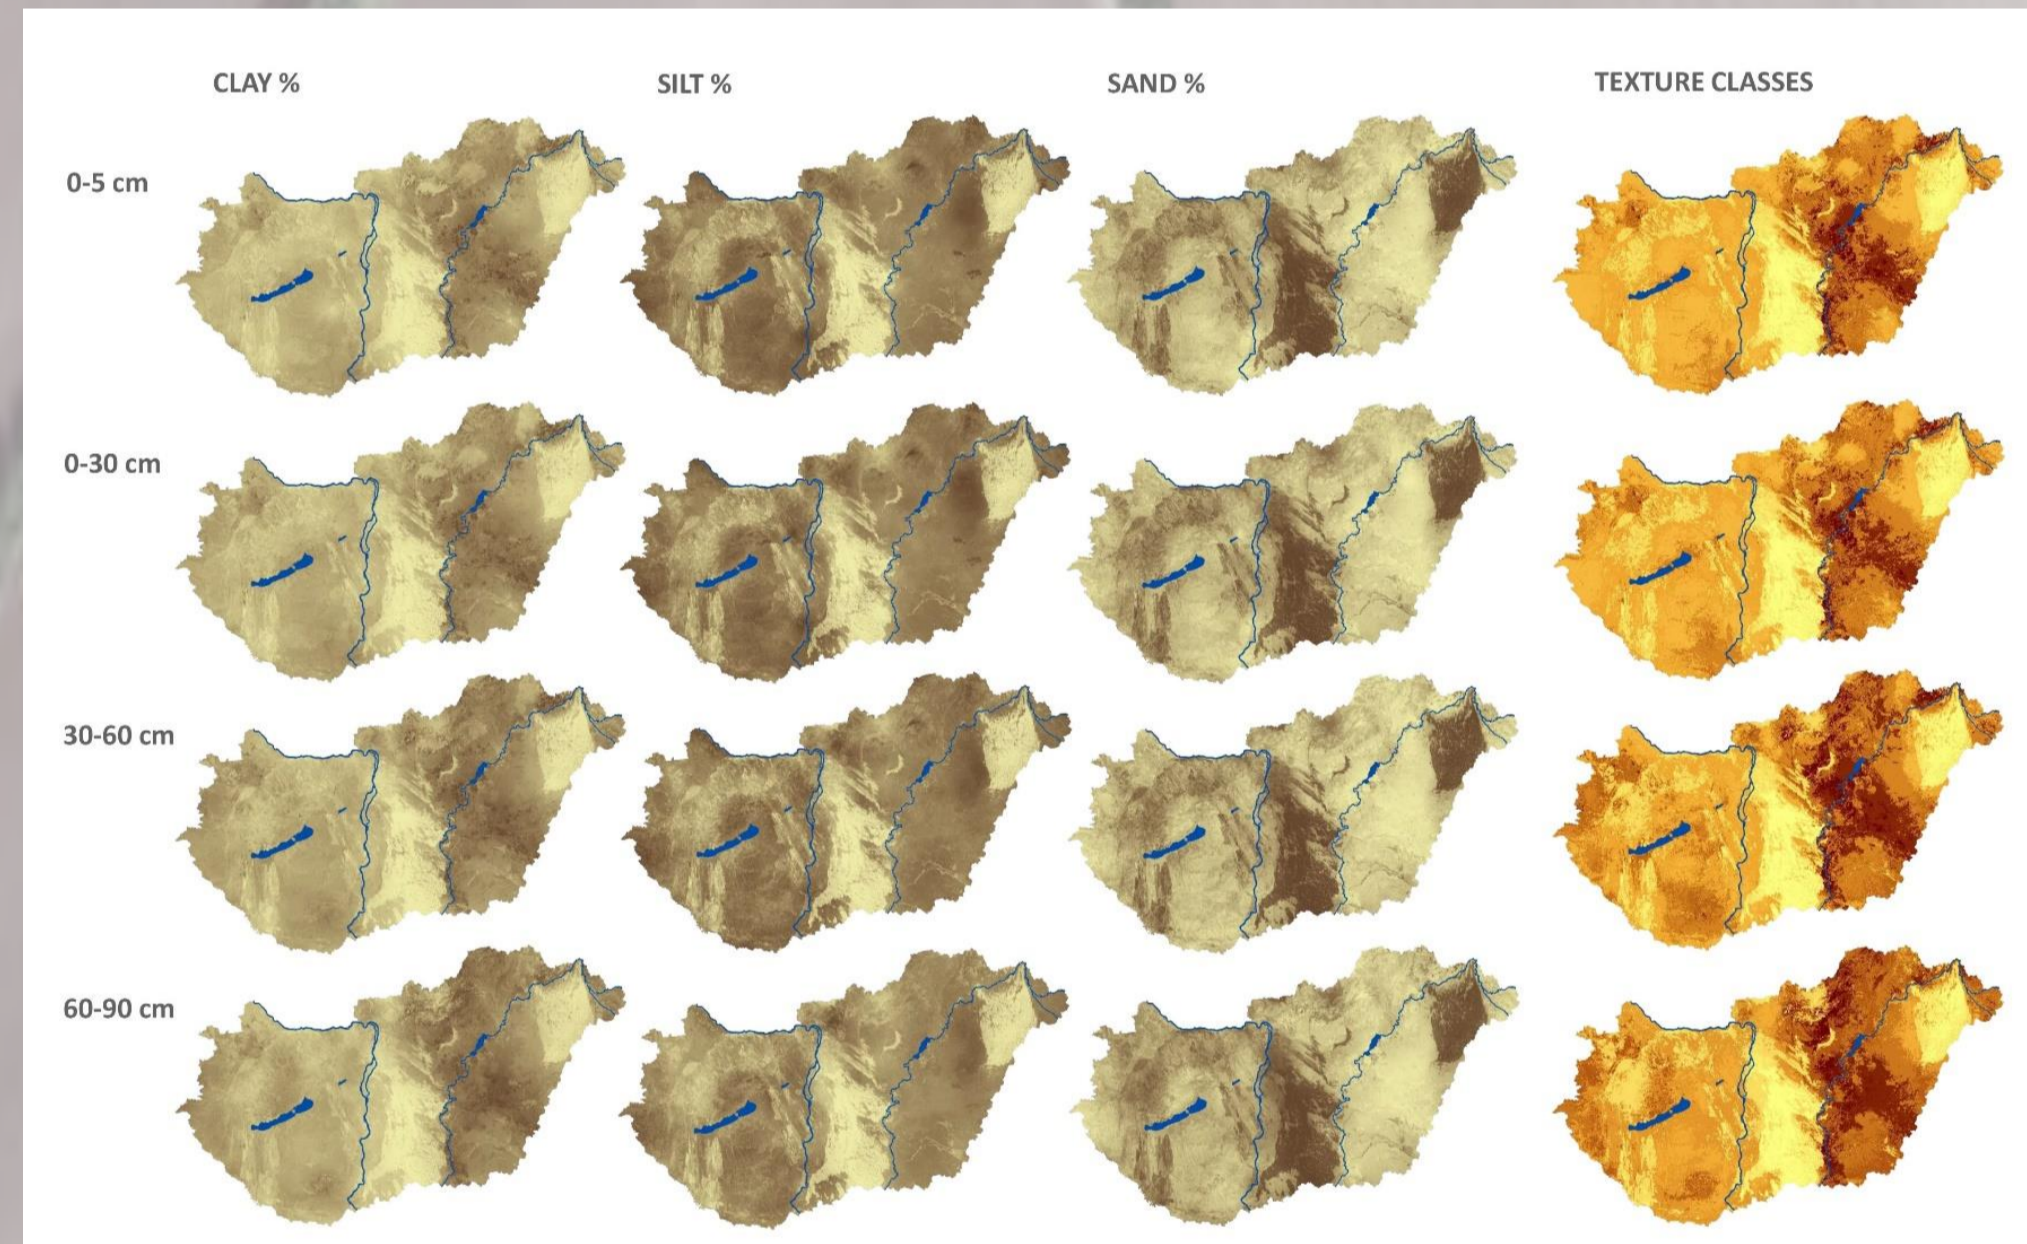 CLAY % SILT % SAND % TEXTURE CLASSES
0-5 cm
0-30 cm
30-60 cm
60-90 cm